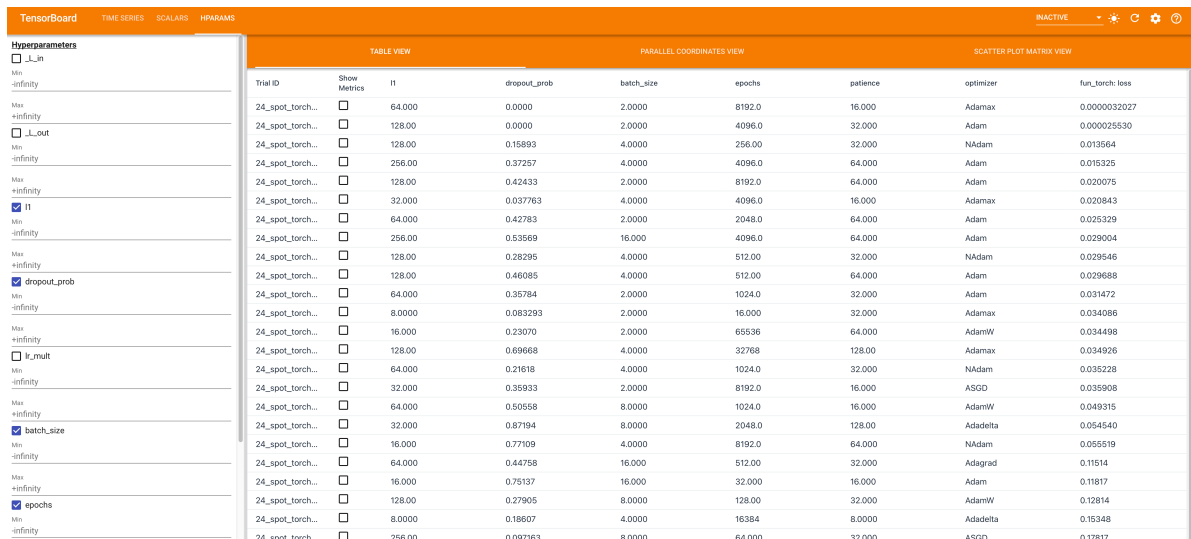 TensorBoard TIME SERIES SCALARS HPARAMS INACTIVE
Hyperparameters
_L_in
Min
-infinity
Max
+infinity
_L_out
Min
-infinity
Max
+infinity
l1
Min
-infinity
Max
+infinity
dropout_prob
Min
-infinity
Max
+infinity
lr_mult
Min
-infinity
Max
+infinity
batch_size
Min
-infinity
Max
+infinity
epochs
Min
-infinity
TABLE VIEW PARALLEL COORDINATES VIEW SCATTER PLOT MATRIX VIEW
Trial ID Show Metrics l1 dropout_prob batch_size epochs patience optimizer fun_torch: loss
24_spot_torch... 64.000 0.0000 2.0000 8192.0 16.000 Adamax 0.0000032027
24_spot_torch... 128.00 0.0000 2.0000 4096.0 32.000 Adam 0.000025530
24_spot_torch... 128.00 0.15893 4.0000 256.00 32.000 NAdam 0.013564
24_spot_torch... 256.00 0.37257 4.0000 4096.0 64.000 Adam 0.015325
24_spot_torch... 128.00 0.42433 2.0000 8192.0 64.000 Adam 0.020075
24_spot_torch... 32.000 0.037763 4.0000 4096.0 16.000 Adamax 0.020843
24_spot_torch... 64.000 0.42783 2.0000 2048.0 64.000 Adam 0.025329
24_spot_torch... 256.00 0.53569 16.000 4096.0 64.000 Adam 0.029004
24_spot_torch... 128.00 0.28295 4.0000 512.00 32.000 NAdam 0.029546
24_spot_torch... 128.00 0.46085 4.0000 512.00 64.000 Adam 0.029688
24_spot_torch... 64.000 0.35784 2.0000 1024.0 32.000 Adam 0.031472
24_spot_torch... 8.0000 0.083293 2.0000 16.000 32.000 Adamax 0.034086
24_spot_torch... 16.000 0.23070 2.0000 65536 64.000 AdamW 0.034498
24_spot_torch... 128.00 0.69668 4.0000 32768 128.00 Adamax 0.034926
24_spot_torch... 64.000 0.21618 4.0000 1024.0 32.000 NAdam 0.035228
24_spot_torch... 32.000 0.35933 2.0000 8192.0 16.000 ASGD 0.035908
24_spot_torch... 64.000 0.50558 8.0000 1024.0 16.000 AdamW 0.049315
24_spot_torch... 32.000 0.87194 8.0000 2048.0 128.00 Adadelta 0.054540
24_spot_torch... 16.000 0.77109 4.0000 8192.0 64.000 NAdam 0.055519
24_spot_torch... 64.000 0.44758 16.000 512.00 32.000 Adagrad 0.11514
24_spot_torch... 16.000 0.75137 16.000 32.000 16.000 Adam 0.11817
24_spot_torch... 128.00 0.27905 8.0000 128.00 32.000 AdamW 0.12814
24_spot_torch... 8.0000 0.18607 4.0000 16384 8.0000 Adadelta 0.15348
24_spot_torch 256.00 0.097163 8.0000 64.000 32.000 ASGD 0.17817